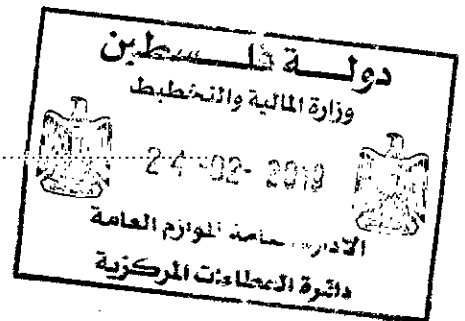 دولة فلسطين
وزارة المالية والتخطيط
24-02-2019
الادارة العامة للوازم العامة
دائرة العطاءات المركزية